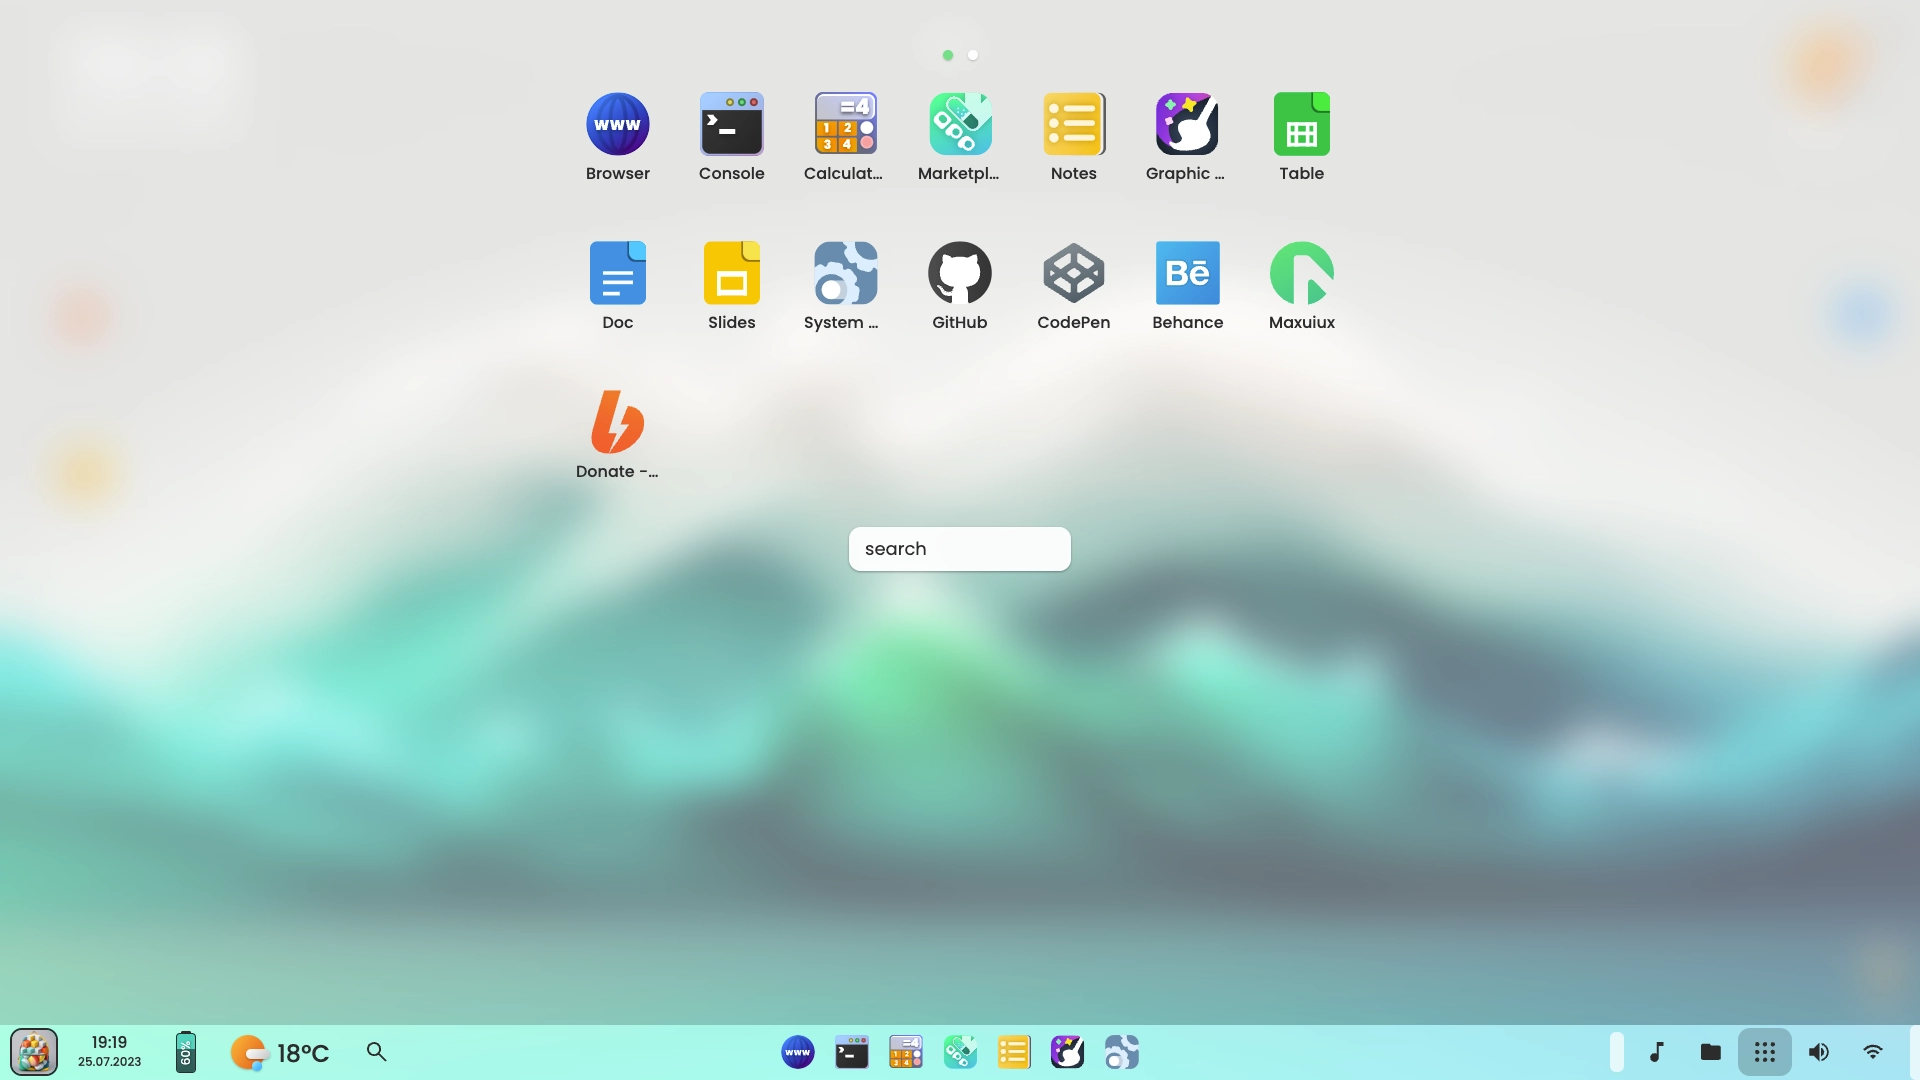 www
Browser
Console
=4
1 2
3 4
Calculat...
Marketpl...
Notes
Graphic ...
Table
Doc
Slides
System ...
GitHub
CodePen
Bē
Behance
Maxuiux
Donate -...
search
19:19
25.07.2023
60%
18°C
www
=4
1 2
3 4